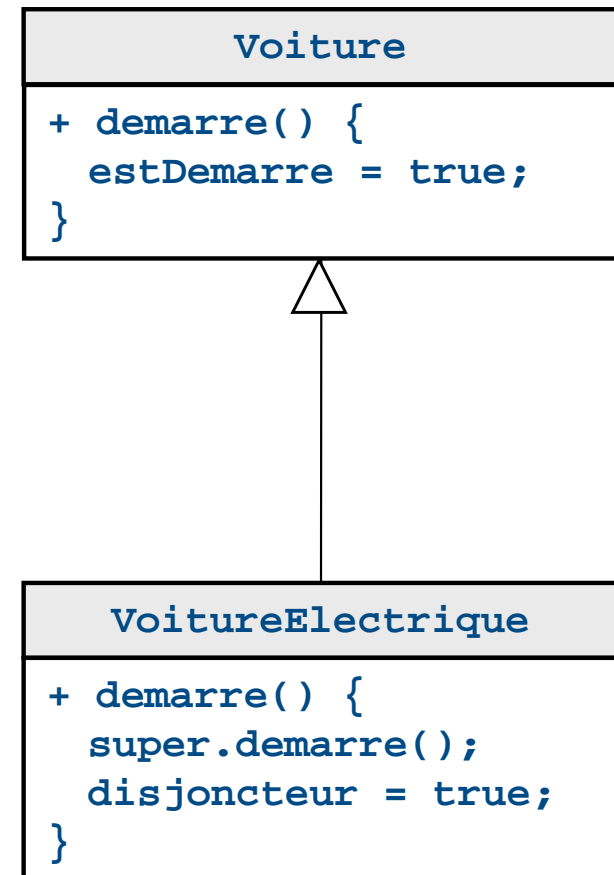 Voiture
+ demarre() {
estDemarre = true;
}
VoitureElectrique
+ demarre() {
super.demarre();
disjoncteur = true;
}